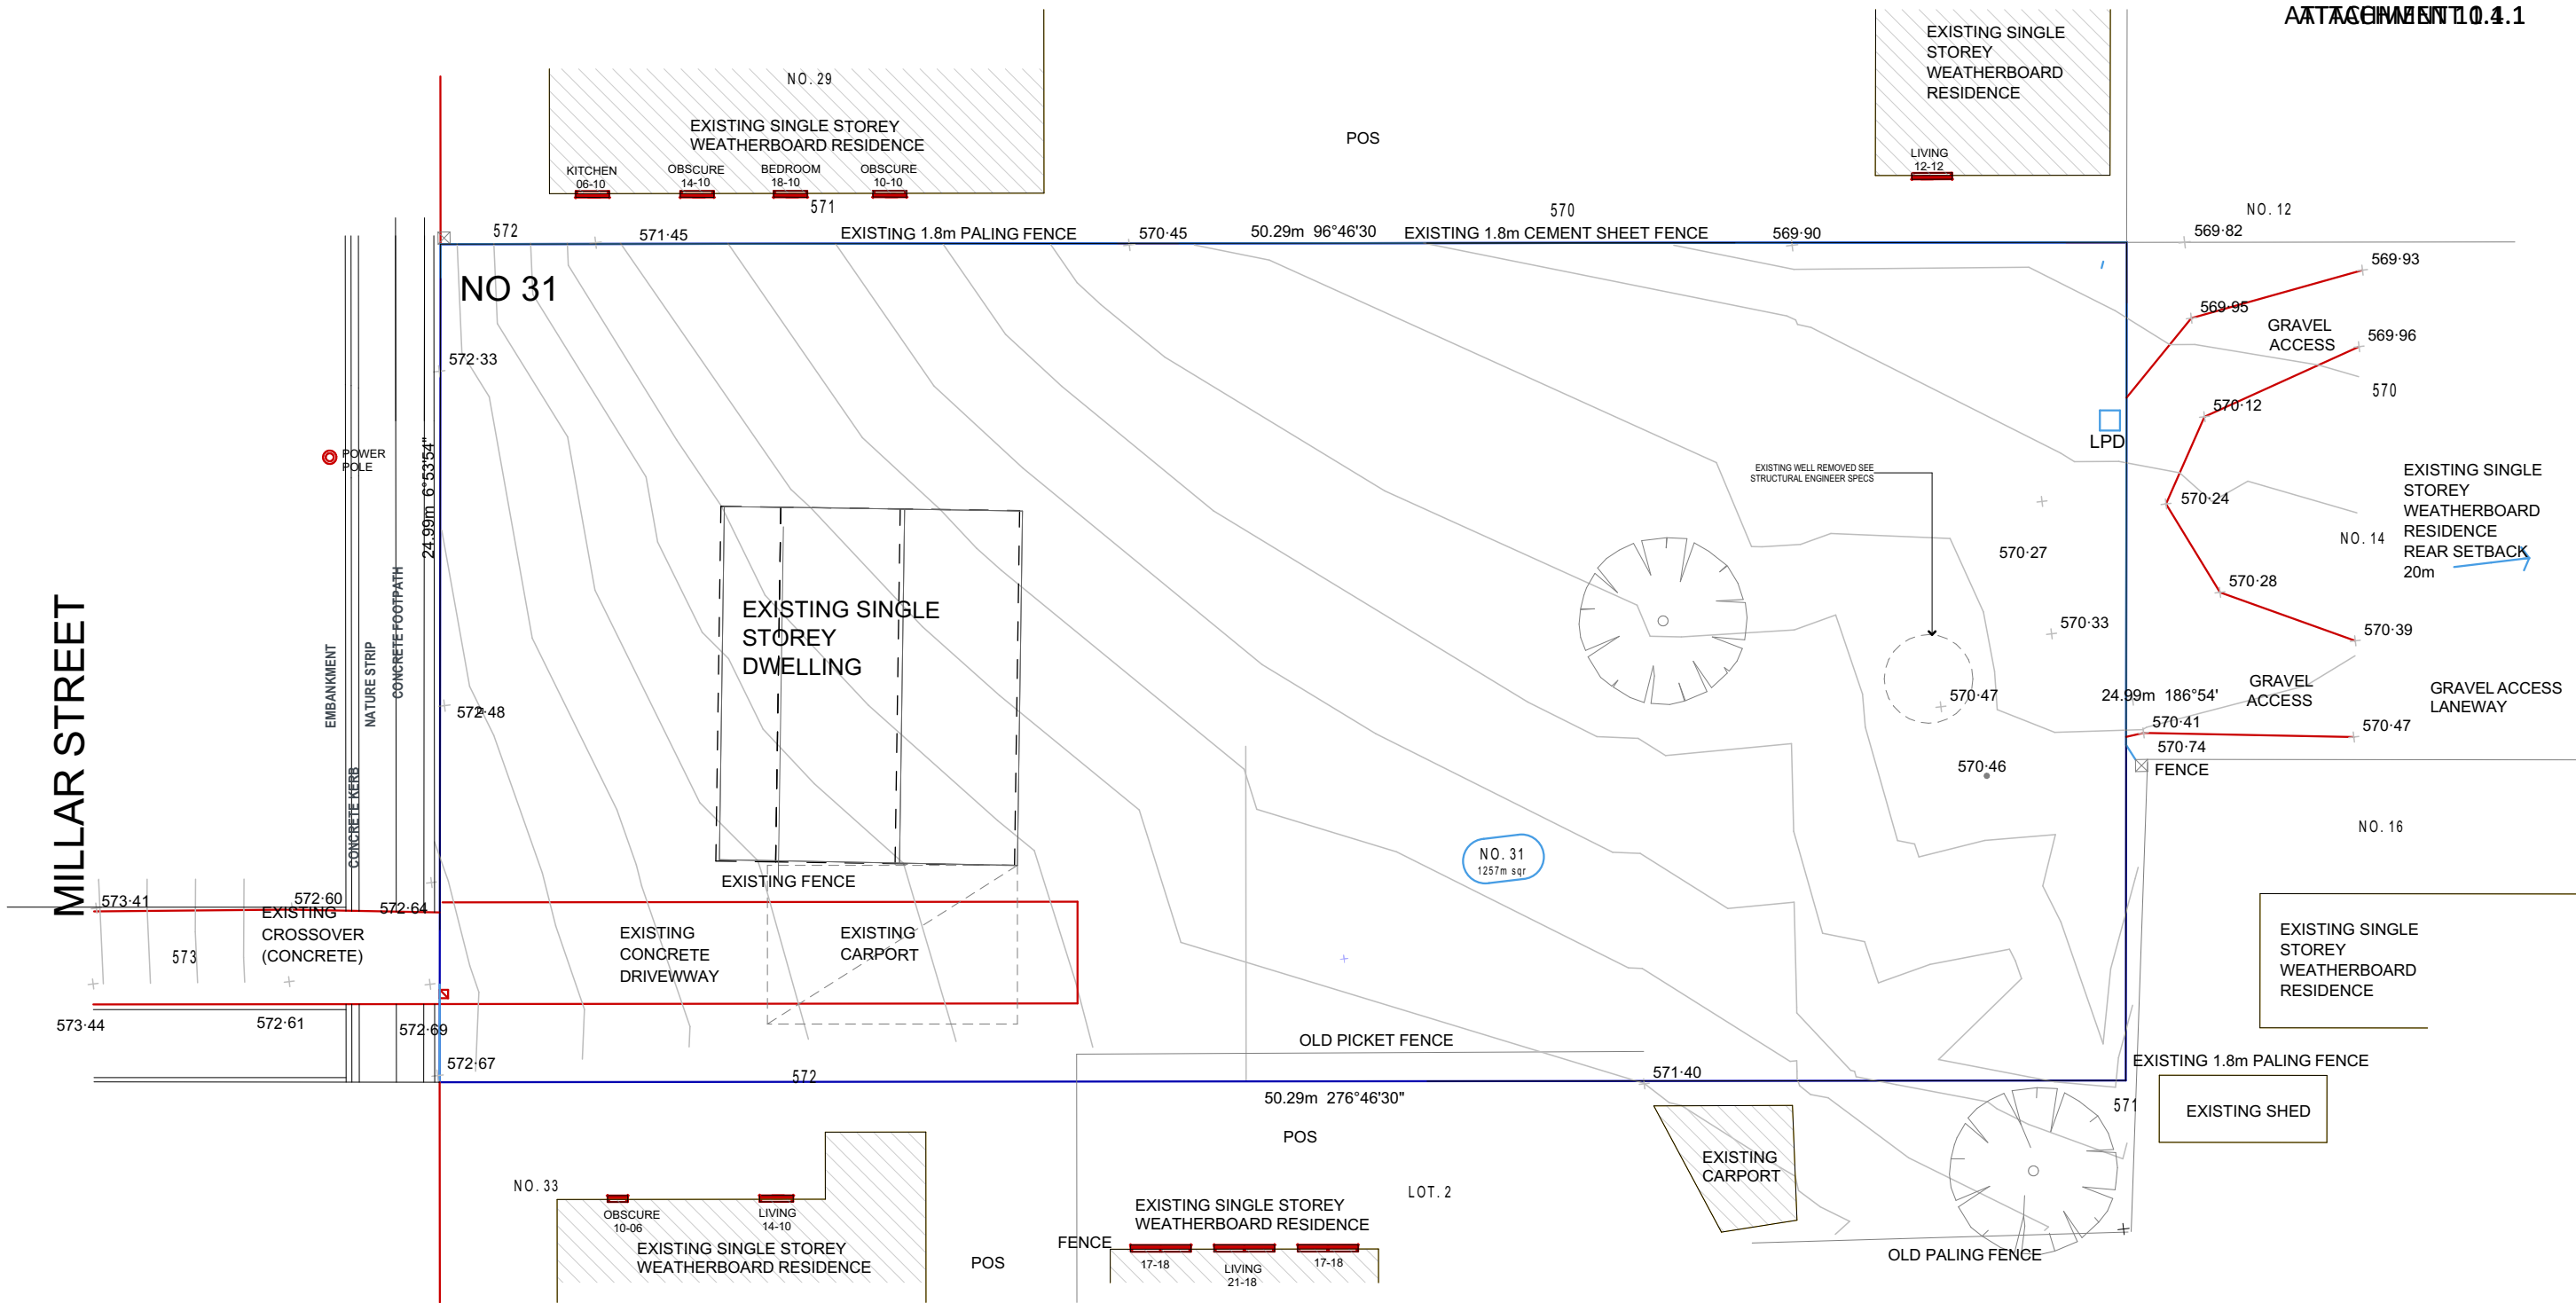 NO. 29
EXISTING SINGLE STOREY
WEATHERBOARD RESIDENCE
KITCHEN
06-10
OBSCURE
14-10
BEDROOM
18-10
OBSCURE
10-10
571
POS
EXISTING SINGLE
STOREY
WEATHERBOARD
RESIDENCE
LIVING
12-12
570
NO. 12
572
571·45
EXISTING 1.8m PALING FENCE
570·45
50.29m 96°46'30
EXISTING 1.8m CEMENT SHEET FENCE
569·90
569·82
569·93
NO 31
569·95
GRAVEL
ACCESS
569·96
572·33
570
570·12
LPD
24.99m 6°53'54"
POWER
POLE
EXISTING WELL REMOVED SEE
STRUCTURAL ENGINEER SPECS
570·24
EXISTING SINGLE
STOREY
WEATHERBOARD
RESIDENCE
REAR SETBACK
20m
NO. 14
570·27
570·28
EXISTING SINGLE
STOREY
DWELLING
570·33
570·39
MILLAR STREET
EMBANKMENT
NATURE STRIP
CONCRETE FOOTPATH
CONCRETE KERB
572·48
570·47
24.99m 186°54'
GRAVEL
ACCESS
GRAVEL ACCESS
LANEWAY
570·41
570·47
570·74
570·46
FENCE
NO. 16
NO. 31
1257m sqr
EXISTING FENCE
573·41
572·60
572·64
EXISTING
CROSSOVER
(CONCRETE)
573
EXISTING
CONCRETE
DRIVEWWAY
EXISTING
CARPORT
EXISTING SINGLE
STOREY
WEATHERBOARD
RESIDENCE
573·44
572·61
572·69
572·67
OLD PICKET FENCE
572
571·40
EXISTING 1.8m PALING FENCE
50.29m 276°46'30"
571
EXISTING SHED
POS
EXISTING
CARPORT
NO. 33
OBSCURE
10-06
LIVING
14-10
EXISTING SINGLE STOREY
WEATHERBOARD RESIDENCE
POS
LOT. 2
EXISTING SINGLE STOREY
WEATHERBOARD RESIDENCE
FENCE
17-18
LIVING
21-18
17-18
OLD PALING FENCE